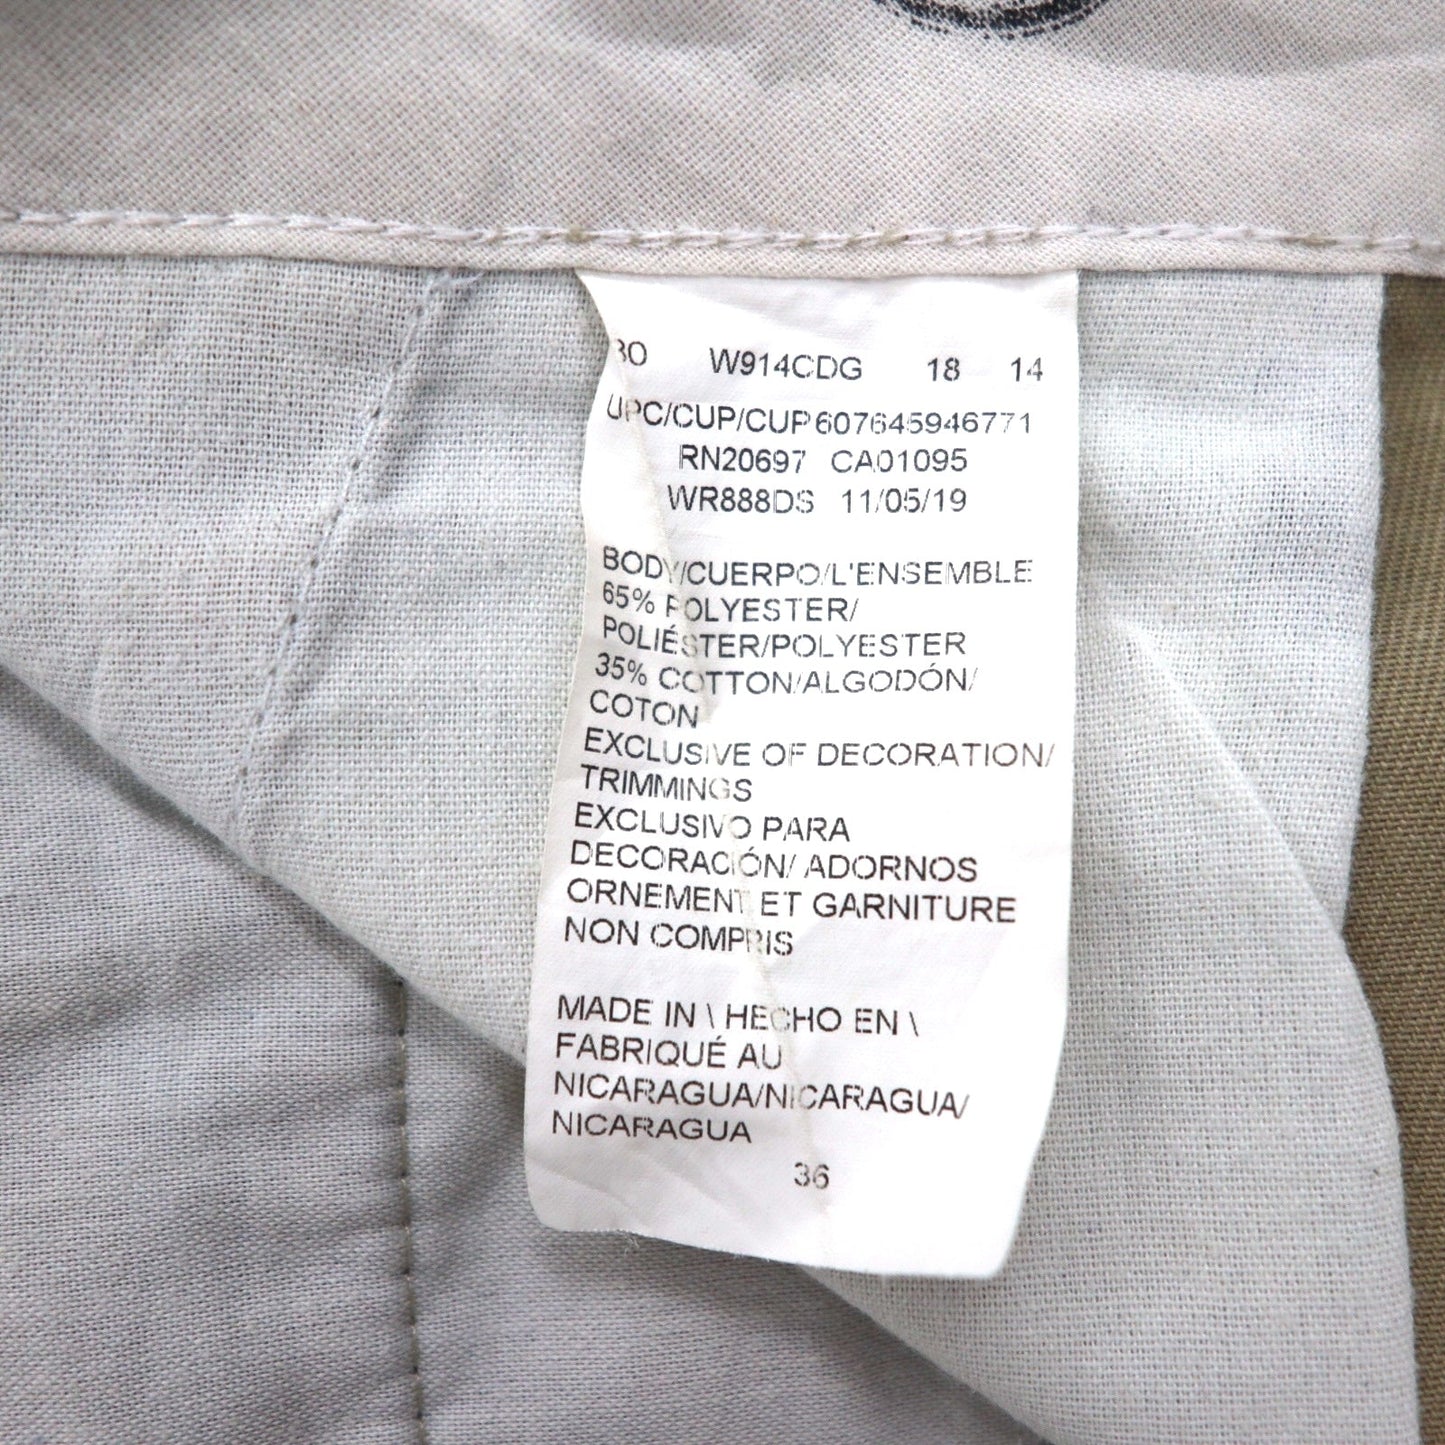 30 W914CDG 18 14
UPC/CUP/CUP607645946771
RN20697 CA01095
WR888DS 11/05/19
BODY/CUERPO/L'ENSEMBLE
65% POLYESTER/
POLIÉSTER/POLYESTER
35% COTTON/ALGODÓN/
COTON
EXCLUSIVE OF DECORATION/
TRIMMINGS
EXCLUSIVO PARA
DECORACIÓN/ ADORNOS
ORNEMENT ET GARNITURE
NON COMPRIS
MADE IN \ HECHO EN \
FABRIQUÉ AU
NICARAGUA/NICARAGUA/
NICARAGUA
36